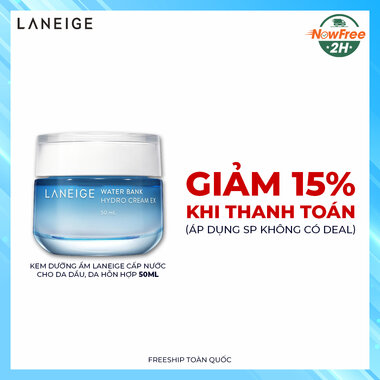 LANEIGE
NowFree
2H
LANEIGE
WATER BANK
HYDRO CREAM EX
50 mL
GIẢM 15%
KHI THANH TOÁN
(ÁP DỤNG SP KHÔNG CÓ DEAL)
KEM DƯỠNG ẨM LANEIGE CẤP NƯỚC
CHO DA DẦU, DA HỖN HỢP 50ML
FREESHIP TOÀN QUỐC